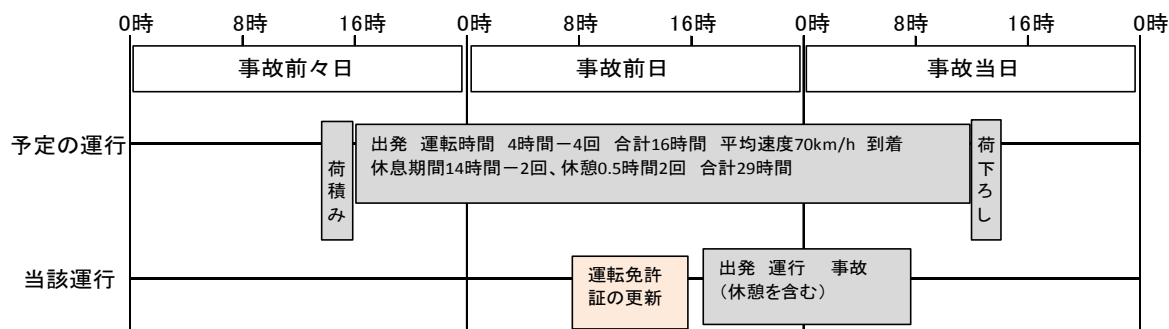 0時 8時 16時 0時 8時 16時 0時 8時 16時 0時
事故前々日 事故前日 事故当日
予定の運行
荷積み
出発 運転時間 4時間－4回 合計16時間 平均速度70km/h 到着
休息期間14時間－2回、休憩0.5時間2回 合計29時間
荷下ろし
当該運行
運転免許
証の更新
出発 運行 事故
（休憩を含む）